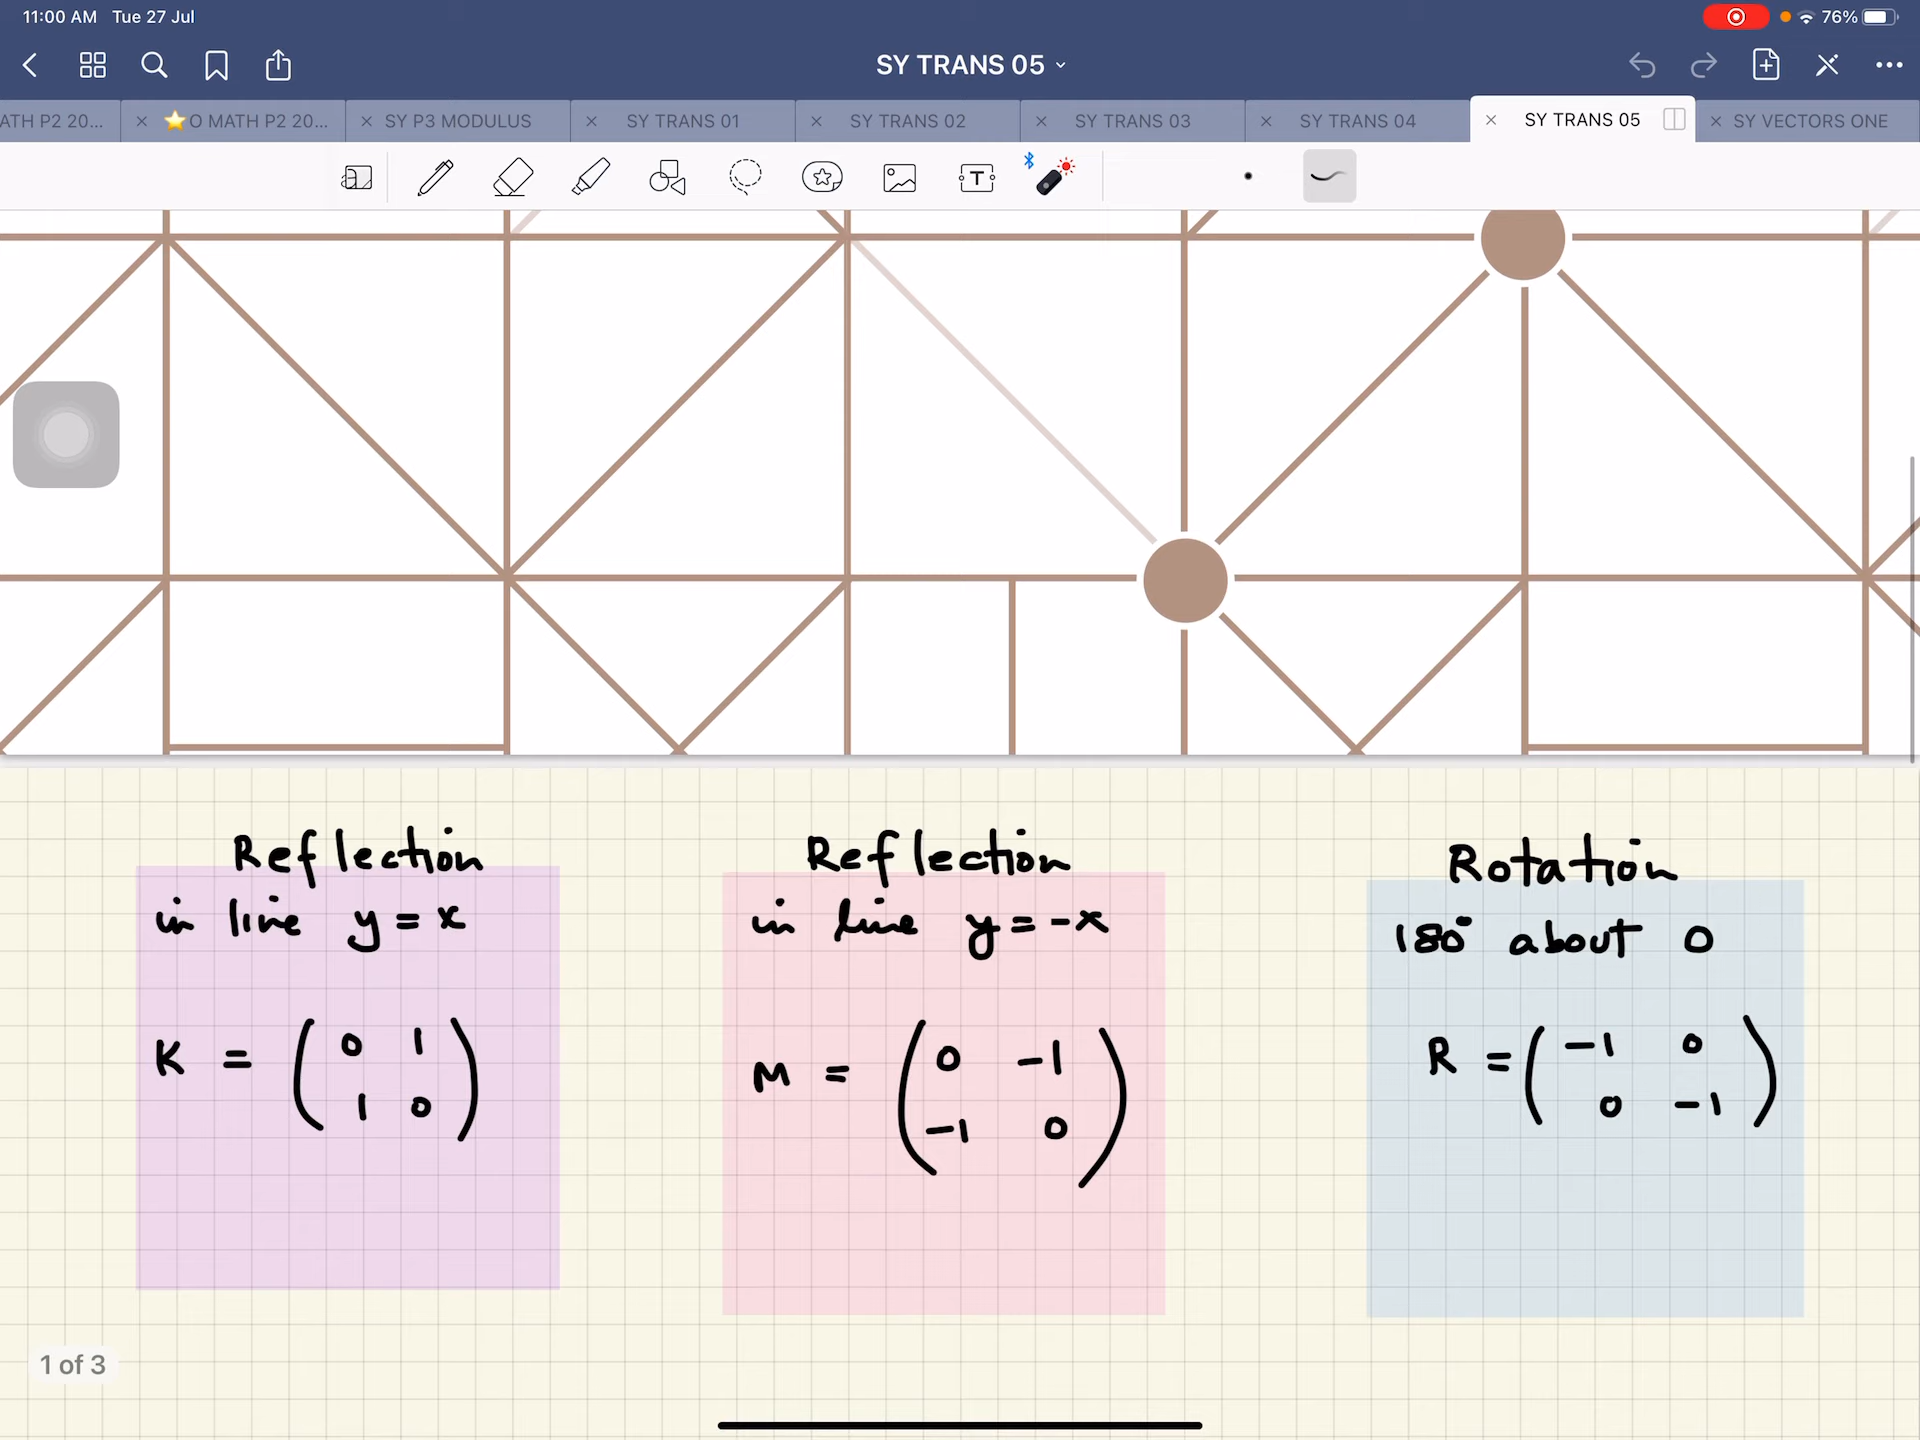 11:00 AM Tue 27 Jul
76%
SY TRANS 05
ATH P2 20...
O MATH P2 20...
SY P3 MODULUS
SY TRANS 01
SY TRANS 02
SY TRANS 03
SY TRANS 04
SY TRANS 05
SY VECTORS ONE
a
T
Reflection
in line y = x
K = ( 0 1
1 0 )
Reflection
in line y = -x
M = ( 0 -1
-1 0 )
Rotation
180° about O
R = ( -1 0
0 -1 )
1 of 3